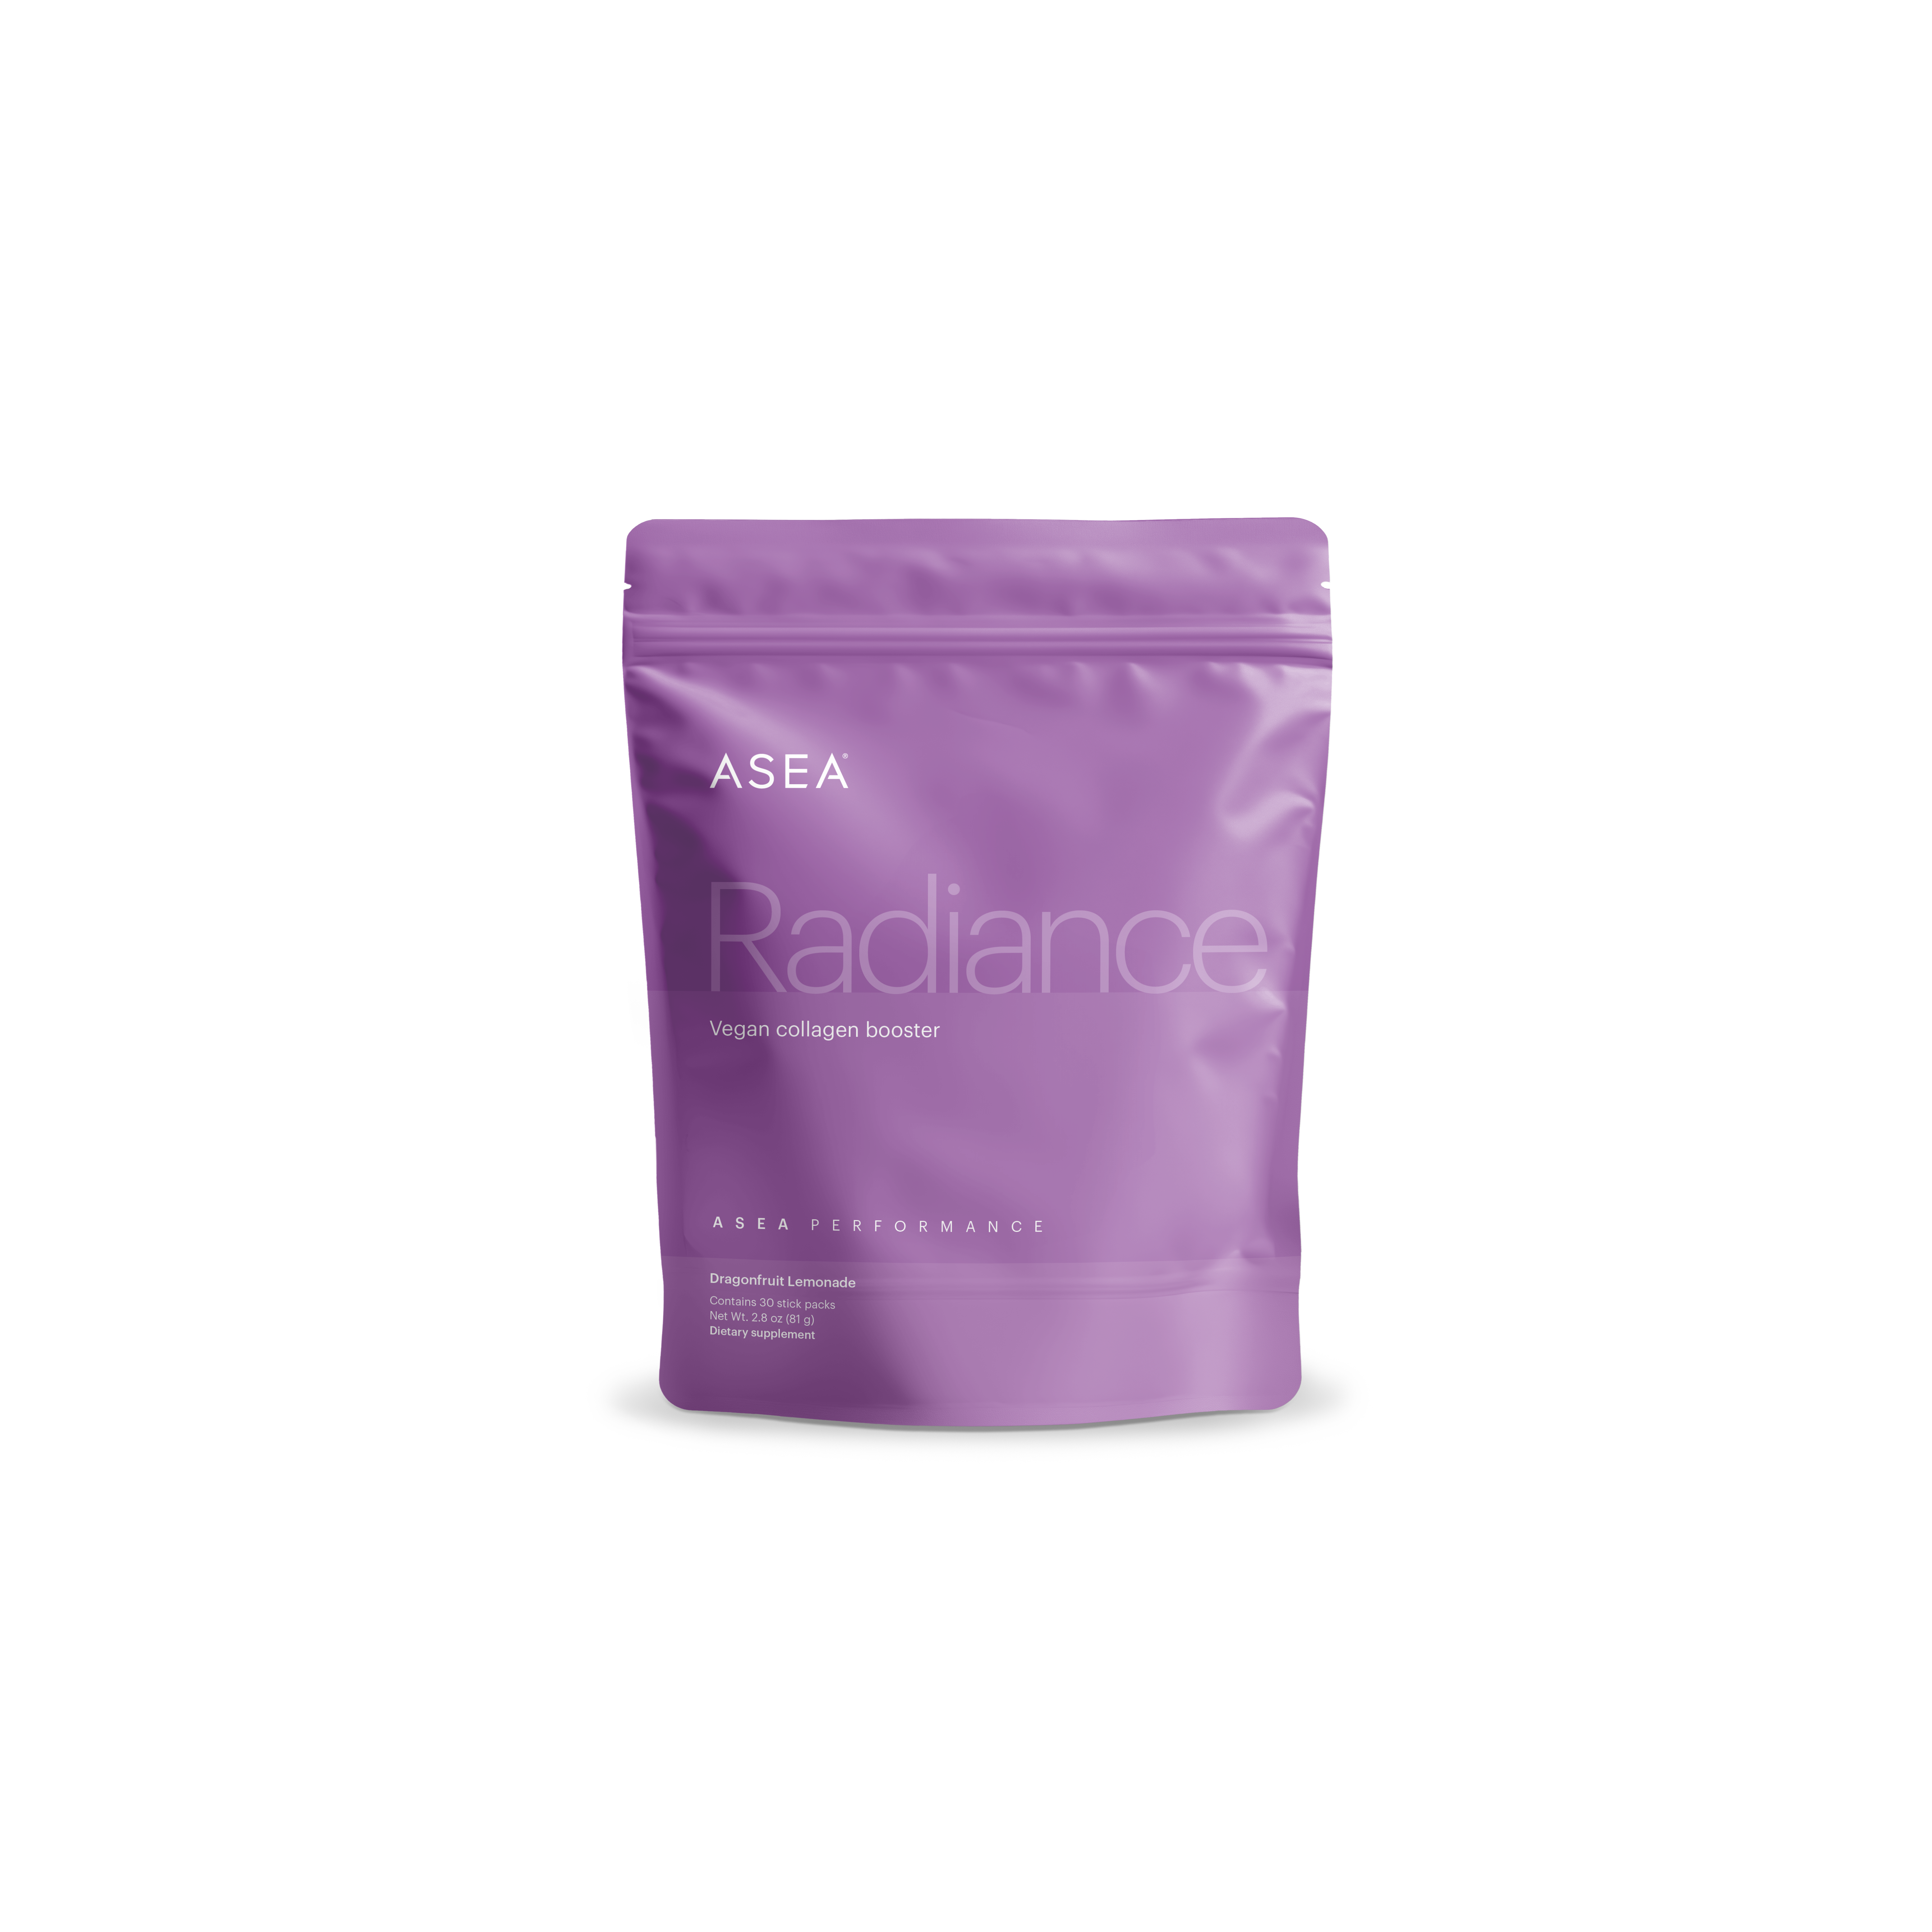 ASEA®
Radiance
Vegan collagen booster
ASEA PERFORMANCE
Dragonfruit Lemonade
Contains 30 stick packs
Net Wt. 2.8 oz (81 g)
Dietary supplement